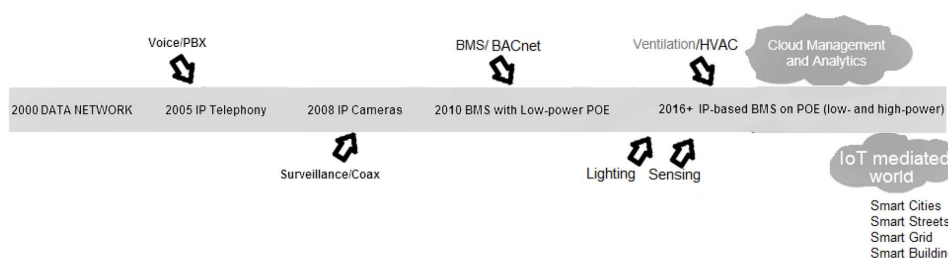 Voice/PBX
BMS/ BACnet
Ventilation/HVAC
Cloud Management
and Analytics
2000 DATA NETWORK
2005 IP Telephony
2008 IP Cameras
2010 BMS with Low-power POE
2016+ IP-based BMS on POE (low- and high-power)
Surveillance/Coax
Lighting
Sensing
IoT mediated
world
Smart Cities
Smart Streets
Smart Grid
Smart Buildin